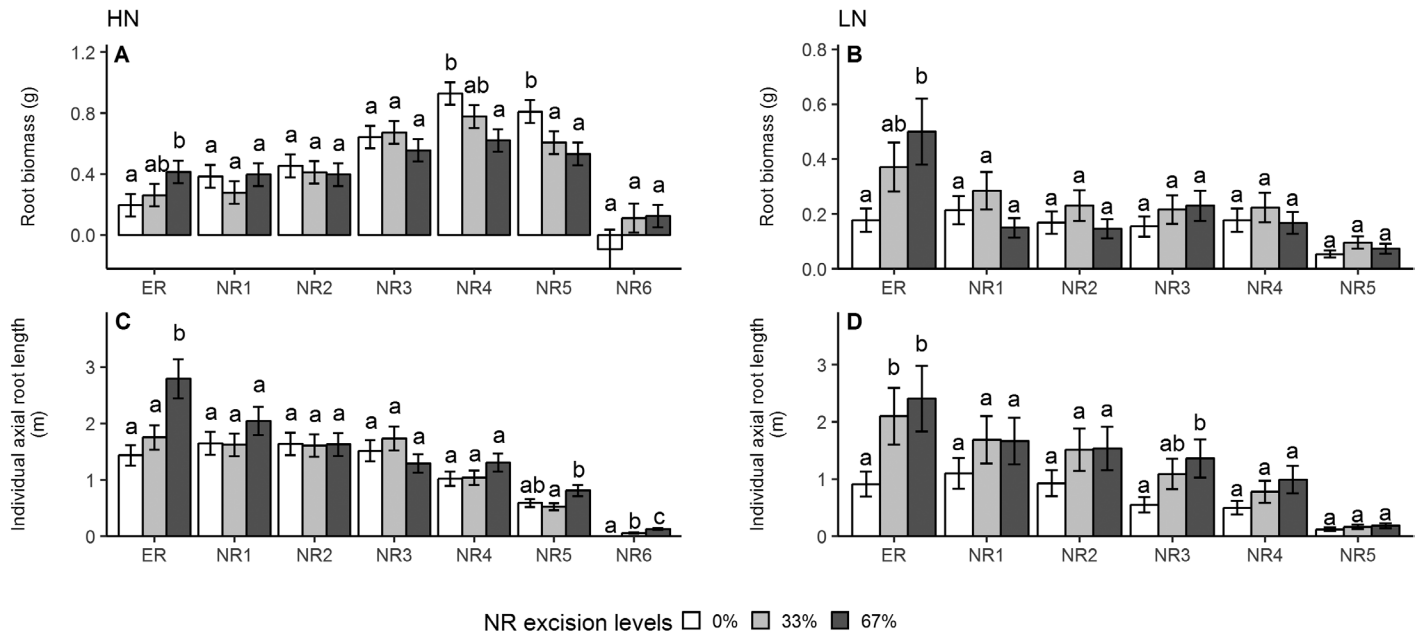 HN
A
Root biomass (g)
1.2
0.8
0.4
0.0
a ab b a a a a a a a a a b ab a b a a a a a
ER NR1 NR2 NR3 NR4 NR5 NR6
LN
B
Root biomass (g)
0.8
0.6
0.4
0.2
0.0
a ab b a a a a a a a a a a a a a a a
ER NR1 NR2 NR3 NR4 NR5
C
Individual axial root length
(m)
3
2
1
0
a a b a a a a a a a a a a a a ab a b a b c
ER NR1 NR2 NR3 NR4 NR5 NR6
D
Individual axial root length
(m)
3
2
1
0
a b b a a a a a a a ab b a a a a a a
ER NR1 NR2 NR3 NR4 NR5
NR excision levels 0% 33% 67%